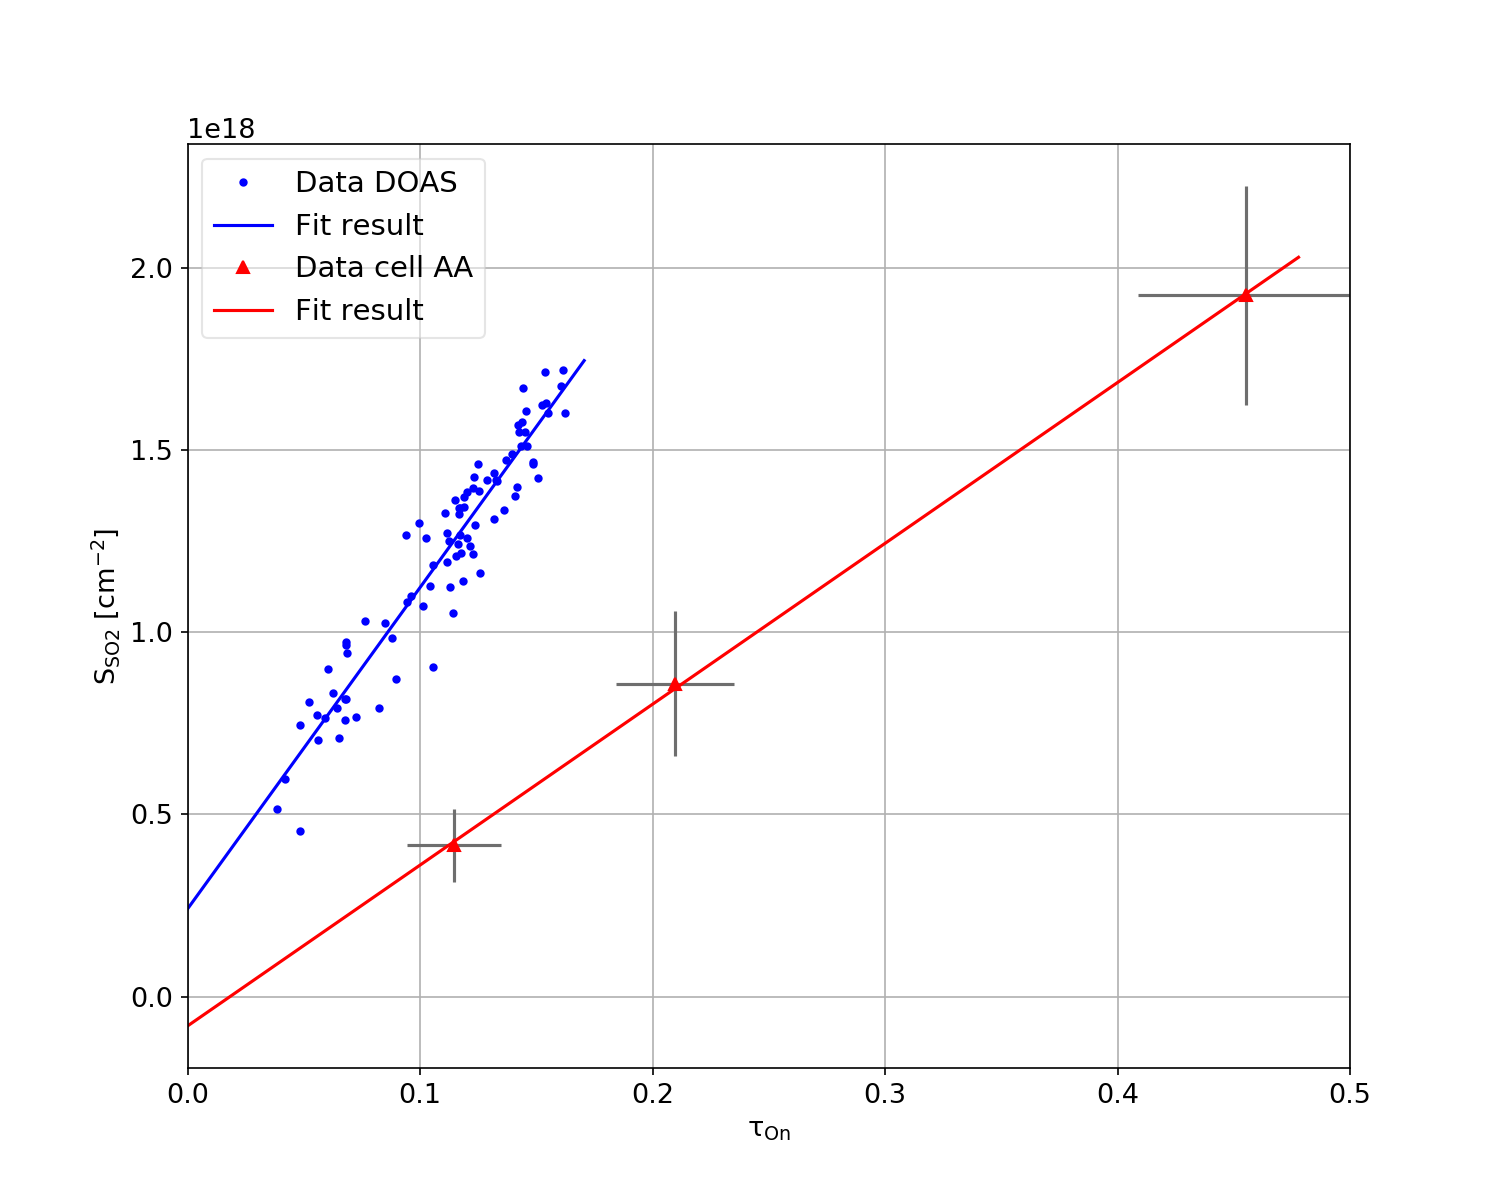 1e18
Data DOAS
Fit result
Data cell AA
Fit result
2.0
1.5
1.0
0.5
0.0
S_SO2 [cm⁻²]
0.0 0.1 0.2 0.3 0.4 0.5
τ_On